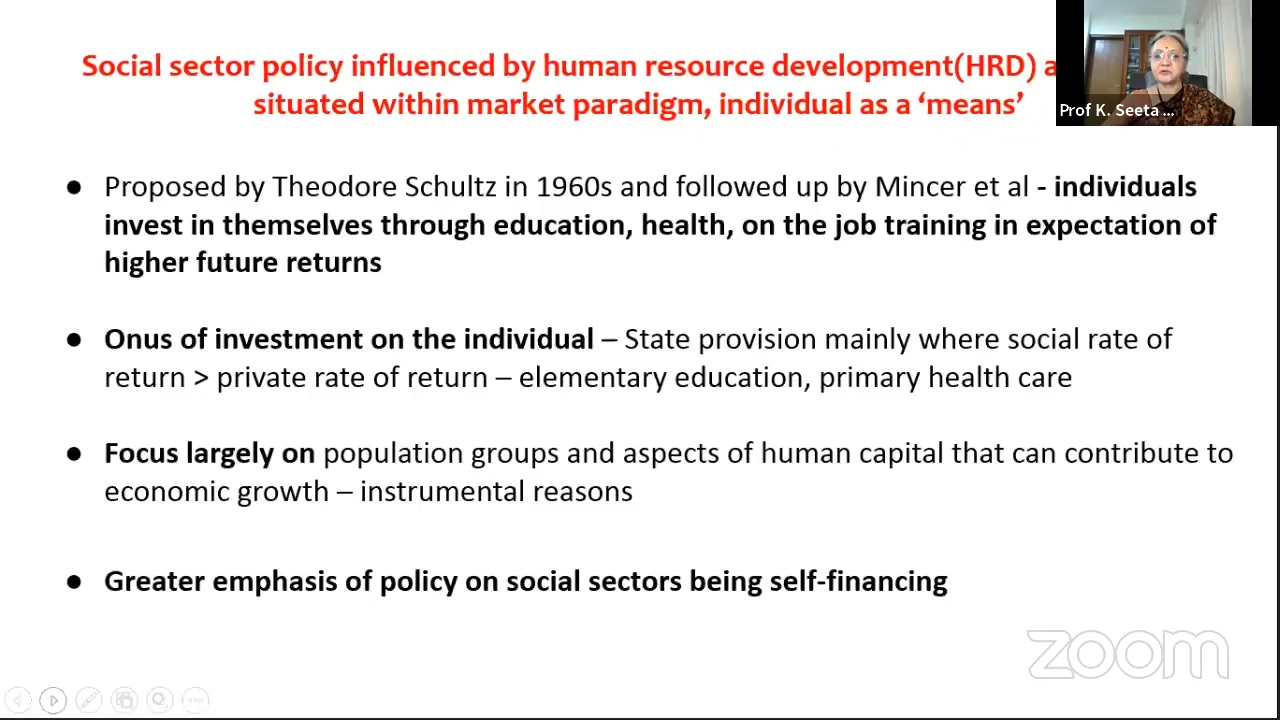 Social sector policy influenced by human resource development(HRD) a
situated within market paradigm, individual as a ‘means’
Prof K. Seeta ...
● Proposed by Theodore Schultz in 1960s and followed up by Mincer et al - individuals
invest in themselves through education, health, on the job training in expectation of
higher future returns
● Onus of investment on the individual – State provision mainly where social rate of
return > private rate of return – elementary education, primary health care
● Focus largely on population groups and aspects of human capital that can contribute to
economic growth – instrumental reasons
● Greater emphasis of policy on social sectors being self-financing
zoom